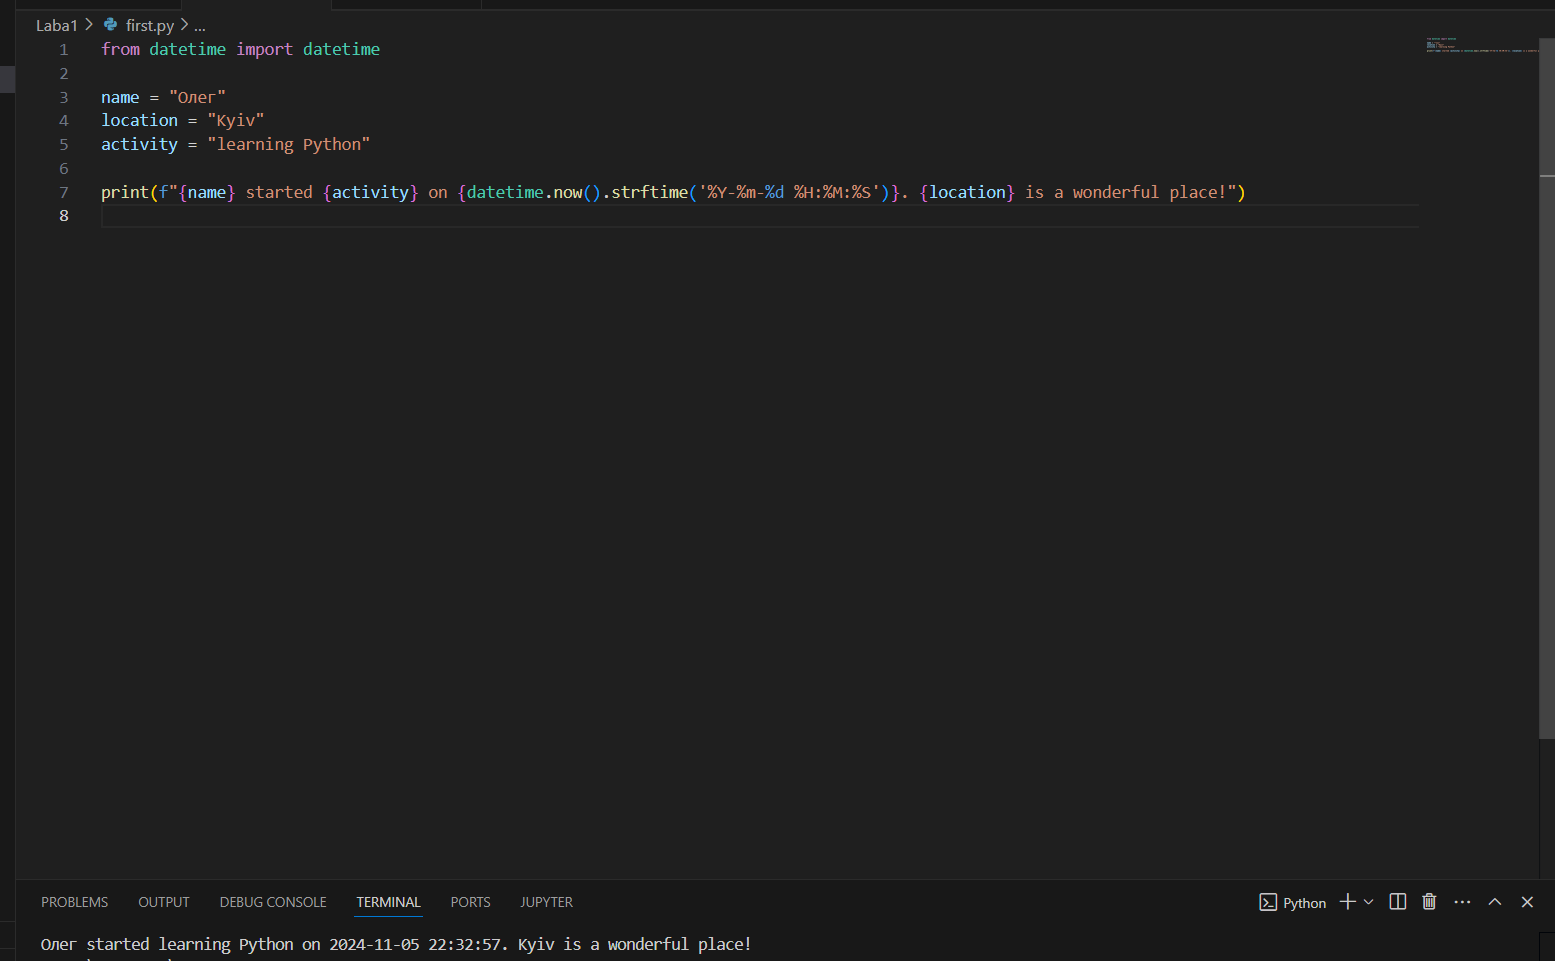 Laba1 > first.py > ...
1 from datetime import datetime
2
3 name = "Олег"
4 location = "Kyiv"
5 activity = "learning Python"
6
7 print(f"{name} started {activity} on {datetime.now().strftime('%Y-%m-%d %H:%M:%S')}. {location} is a wonderful place!")
8
PROBLEMS OUTPUT DEBUG CONSOLE TERMINAL PORTS JUPYTER Python
Олег started learning Python on 2024-11-05 22:32:57. Kyiv is a wonderful place!